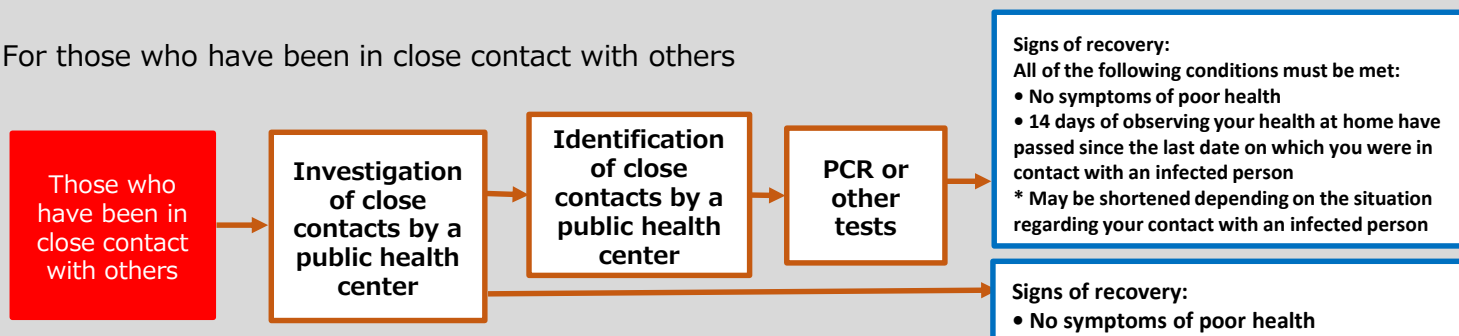 For those who have been in close contact with others
Those who
have been in
close contact
with others
Investigation
of close
contacts by a
public health
center
Identification
of close
contacts by a
public health
center
PCR or
other
tests
Signs of recovery:
All of the following conditions must be met:
• No symptoms of poor health
• 14 days of observing your health at home have
passed since the last date on which you were in
contact with an infected person
* May be shortened depending on the situation
regarding your contact with an infected person
Signs of recovery:
• No symptoms of poor health